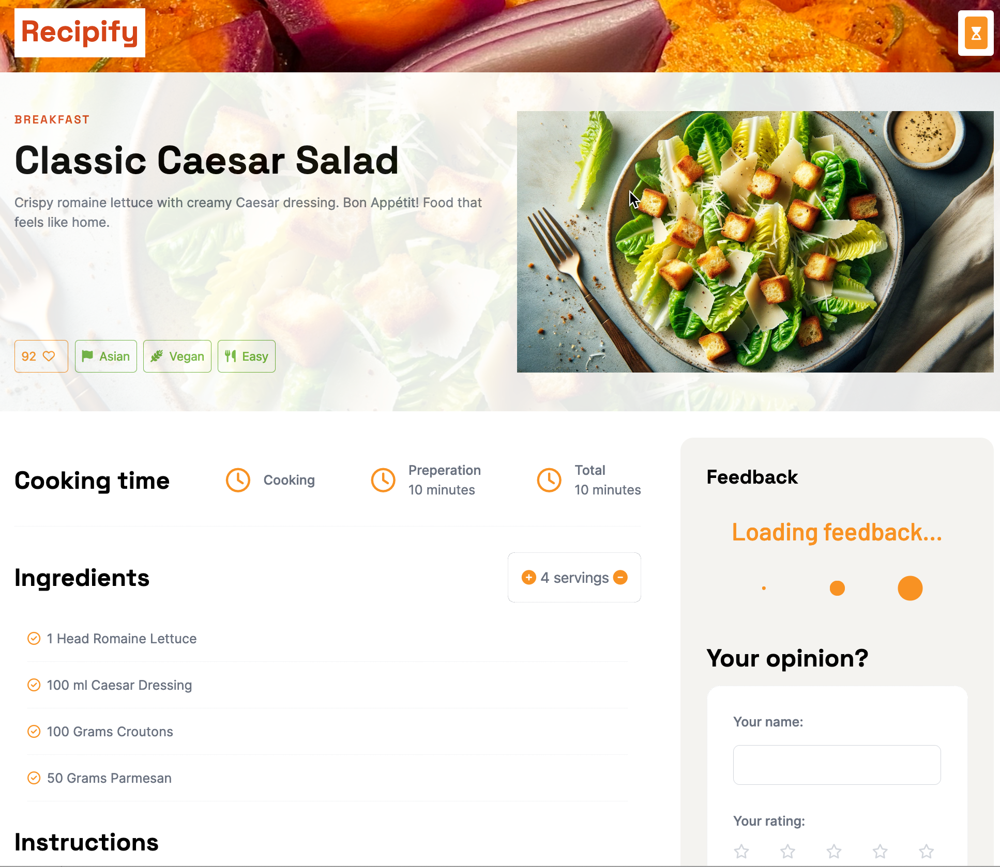 Recipify
BREAKFAST
Classic Caesar Salad
Crispy romaine lettuce with creamy Caesar dressing. Bon Appétit! Food that
feels like home.
92
Asian
Vegan
Easy
Cooking time
Cooking
Preperation
10 minutes
Total
10 minutes
Ingredients
4 servings
1 Head Romaine Lettuce
100 ml Caesar Dressing
100 Grams Croutons
50 Grams Parmesan
Instructions
Feedback
Loading feedback...
Your opinion?
Your name:
Your rating: